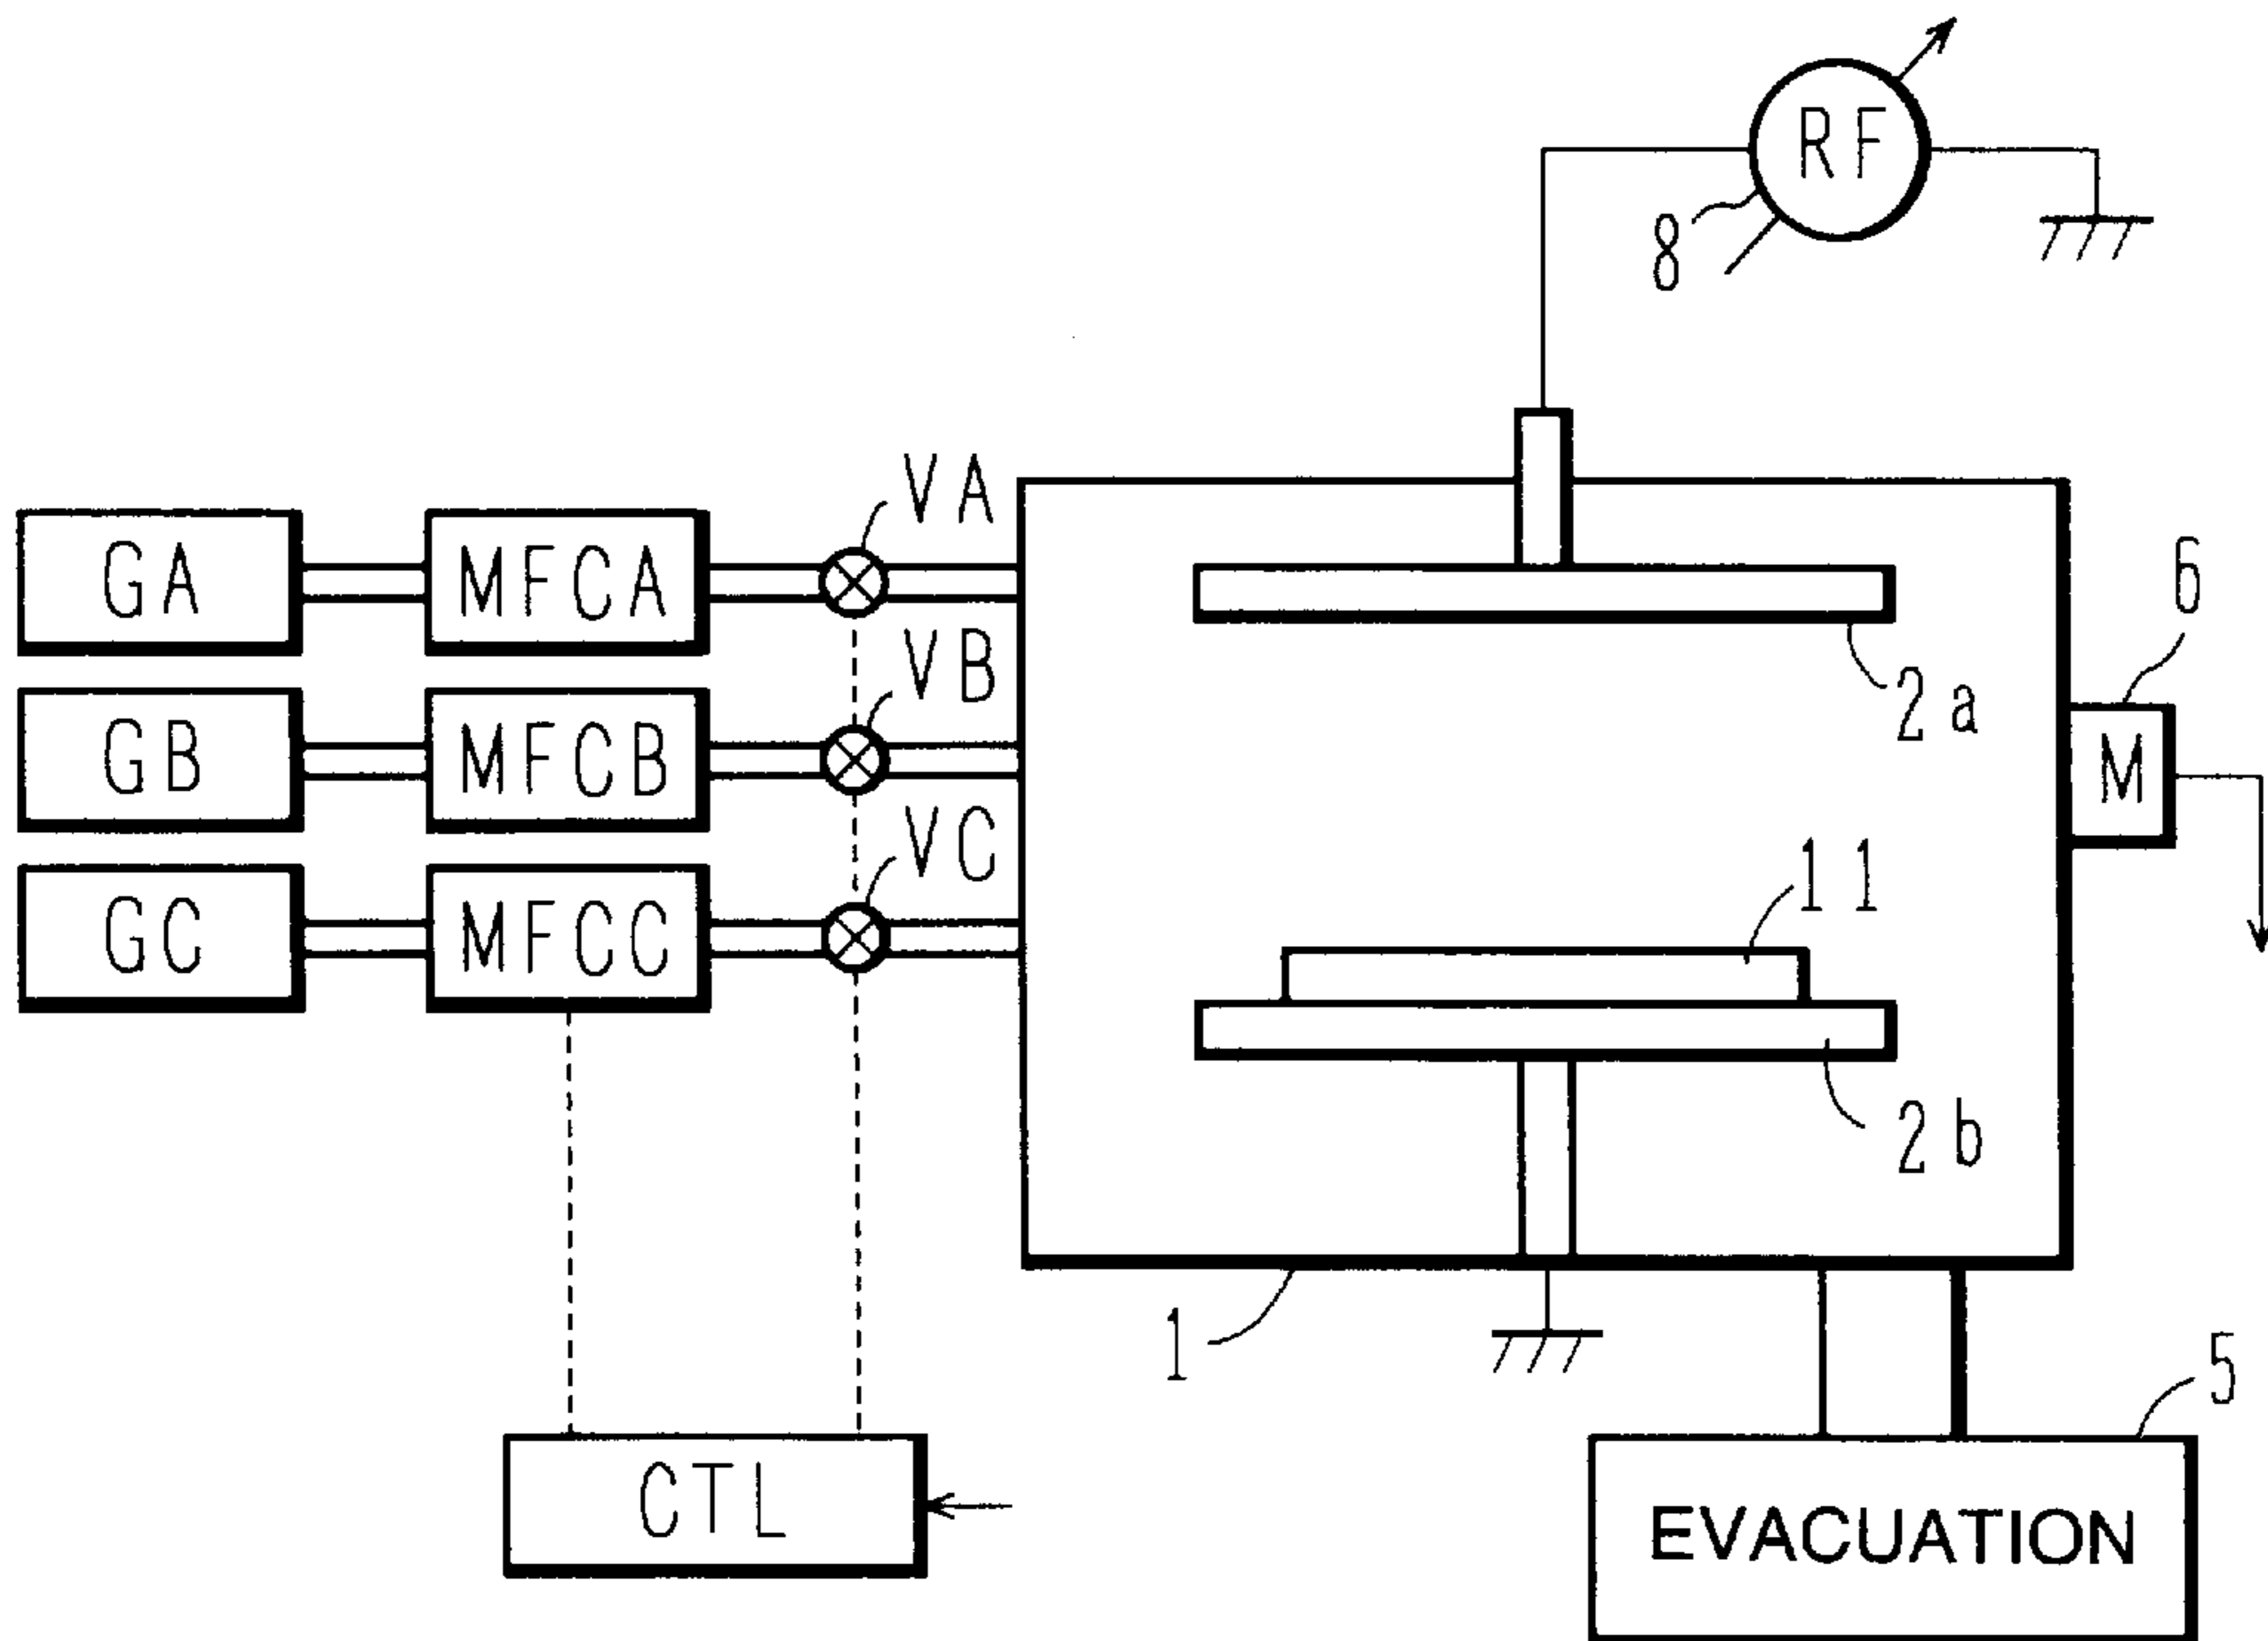 RF
8
VA
6
GA MFCA
VB
2a
GB MFCB
M
VC
11
GC MFCC
2b
1
5
CTL
EVACUATION